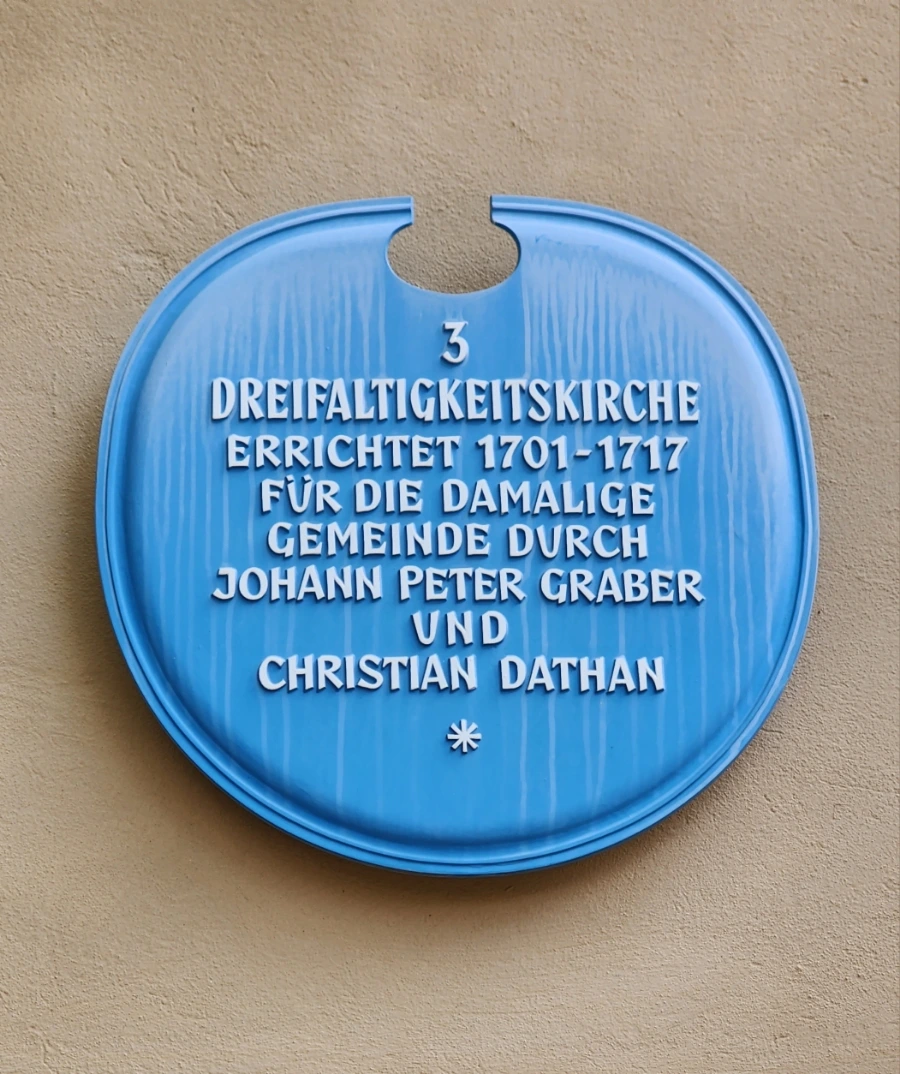 3
DREIFALTIGKEITSKIRCHE
ERRICHTET 1701-1717
FÜR DIE DAMALIGE
GEMEINDE DURCH
JOHANN PETER GRABER
UND
CHRISTIAN DATHAN